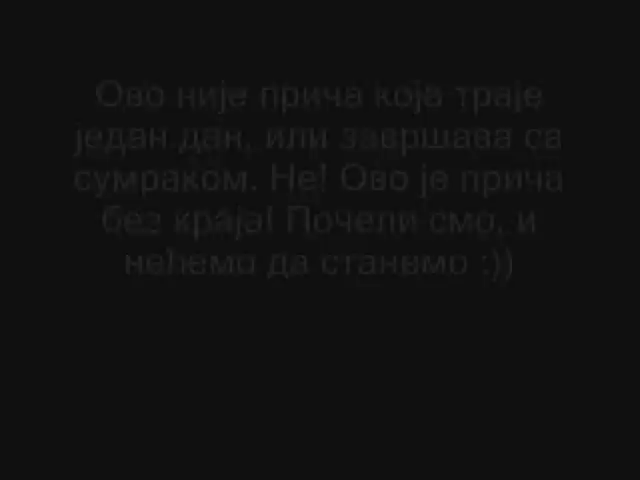 Ово није прича која траје
један дан, или завршава са
сумраком. Не! Ово је прича
без краја! Почели смо, и
нећемо да станемо :))